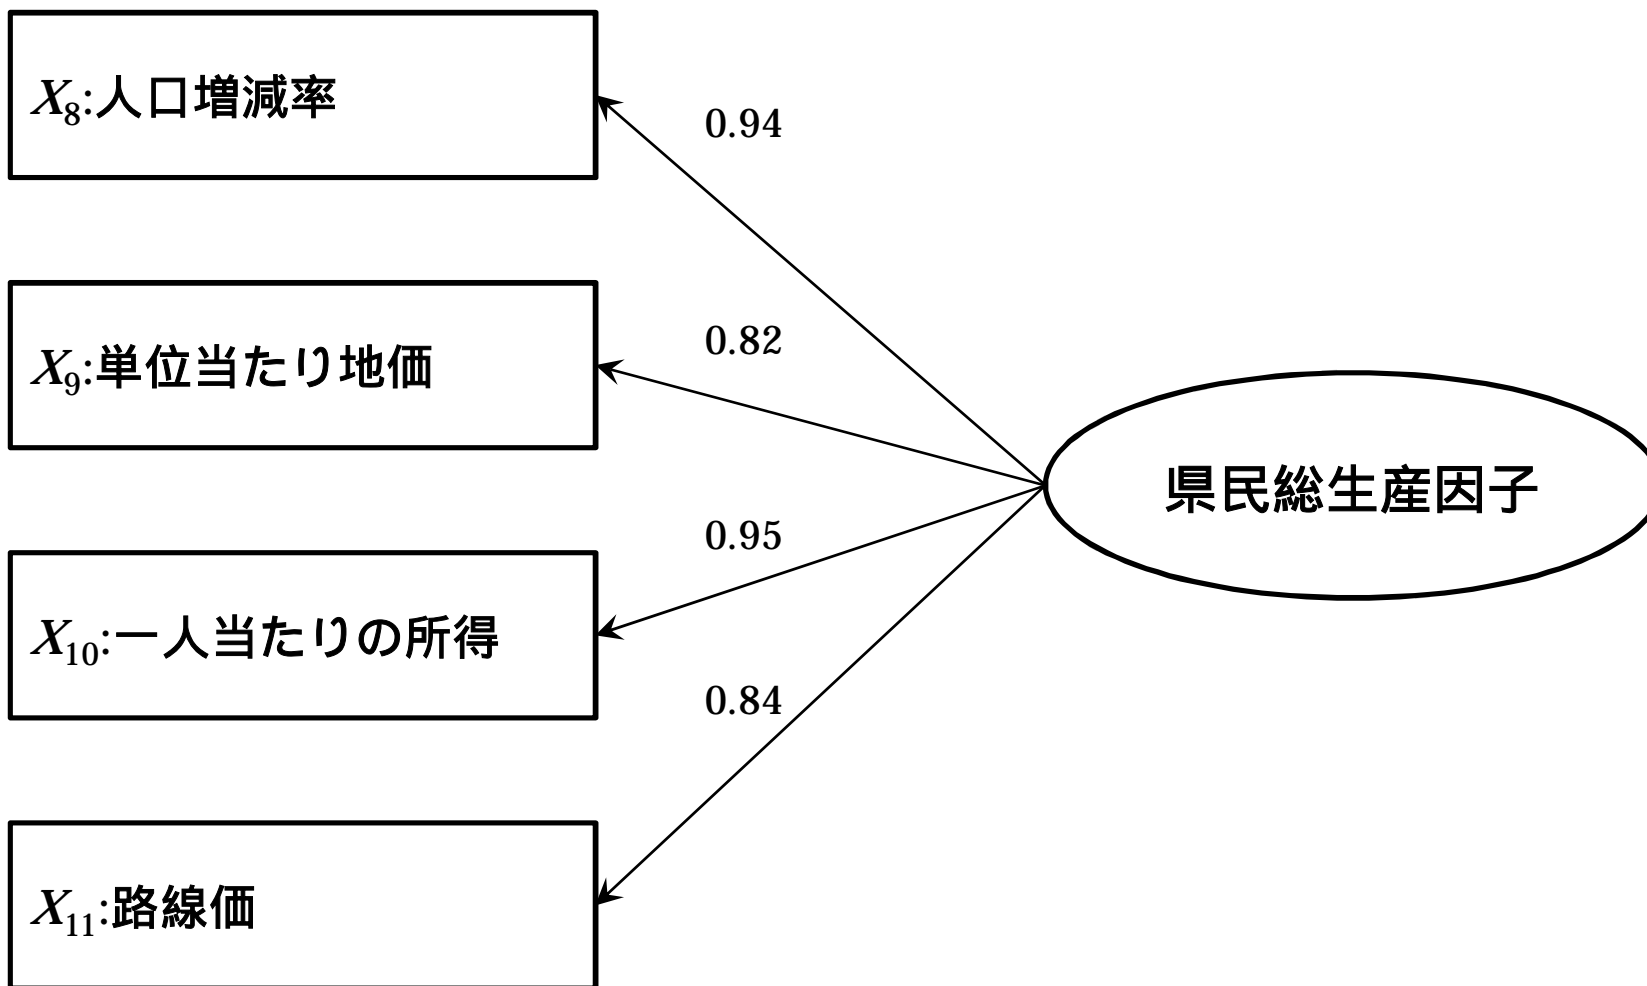 X8:人口増減率
0.94
X9:単位当たり地価
0.82
県民総生産因子
0.95
X10:一人当たりの所得
0.84
X11:路線価